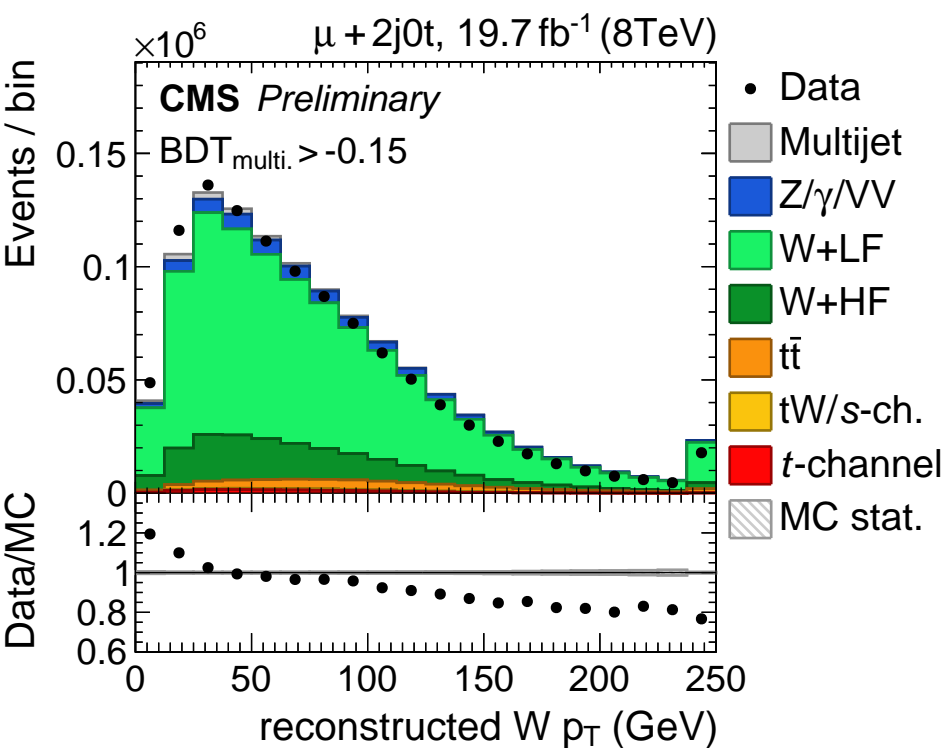 ×10⁶ μ + 2j0t, 19.7 fb⁻¹ (8TeV)
CMS Preliminary
BDTmulti. > -0.15
Events / bin
0.15
0.1
0.05
0
Data
Multijet
Z/γ/VV
W+LF
W+HF
tt̄
tW/s-ch.
t-channel
MC stat.
Data/MC
1.2
1
0.8
0.6
0 50 100 150 200 250
reconstructed W pT (GeV)